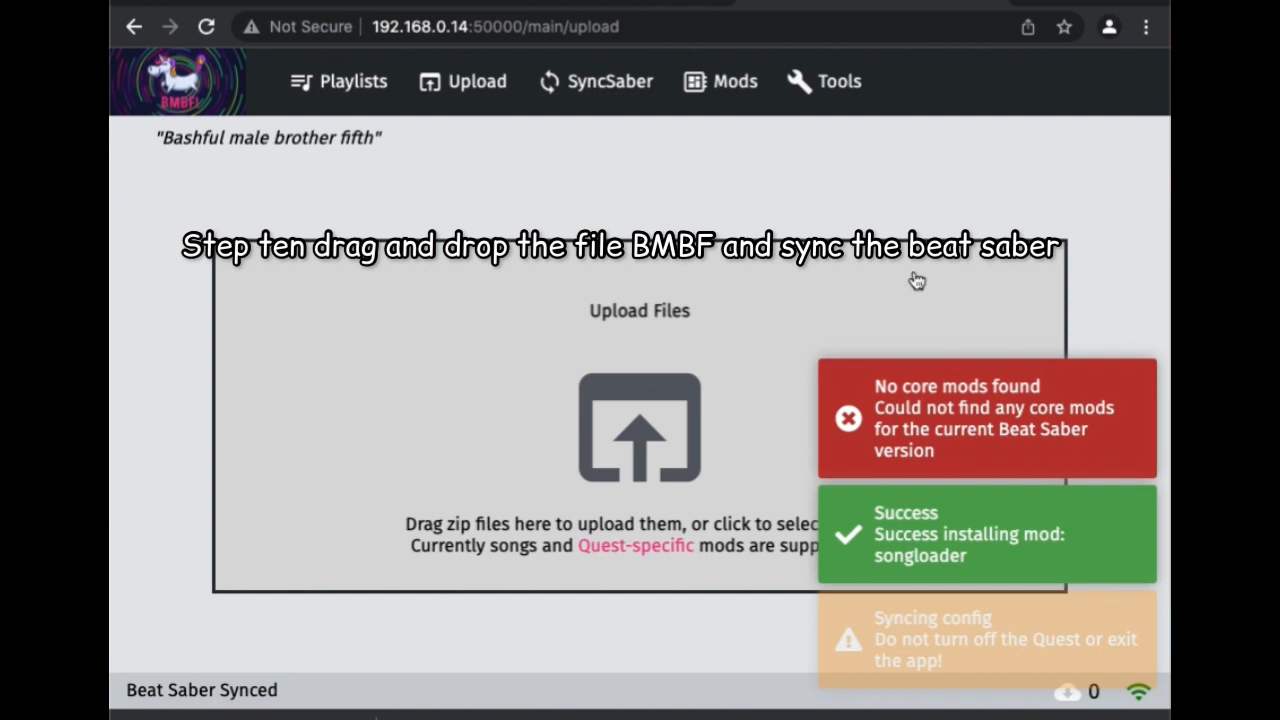 Not Secure | 192.168.0.14:50000/main/upload
BMBF!
Playlists Upload SyncSaber Mods Tools
"Bashful male brother fifth"
Step ten drag and drop the file BMBF and sync the beat saber
Upload Files
Drag zip files here to upload them, or click to selec
Currently songs and Quest-specific mods are supp
No core mods found
Could not find any core mods
for the current Beat Saber
version
Success
Success installing mod:
songloader
Syncing config
Do not turn off the Quest or exit
the app!
Beat Saber Synced
0